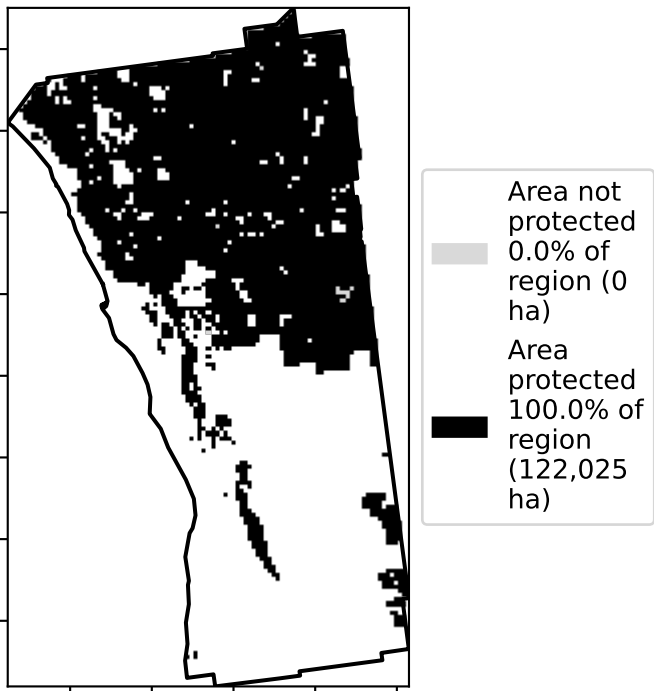 Area not
protected
0.0% of
region (0
ha)
Area
protected
100.0% of
region
(122,025
ha)